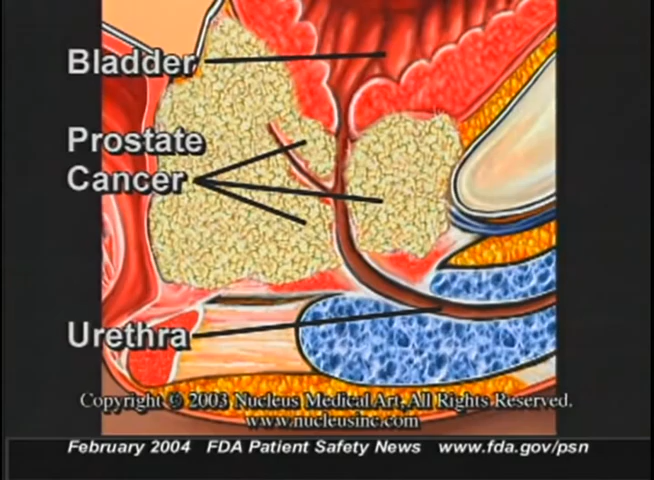 Bladder
Prostate
Cancer
Urethra
Copyright © 2003 Nucleus Medical Art, All Rights Reserved.
www.nucleusinc.com
February 2004 FDA Patient Safety News www.fda.gov/psn